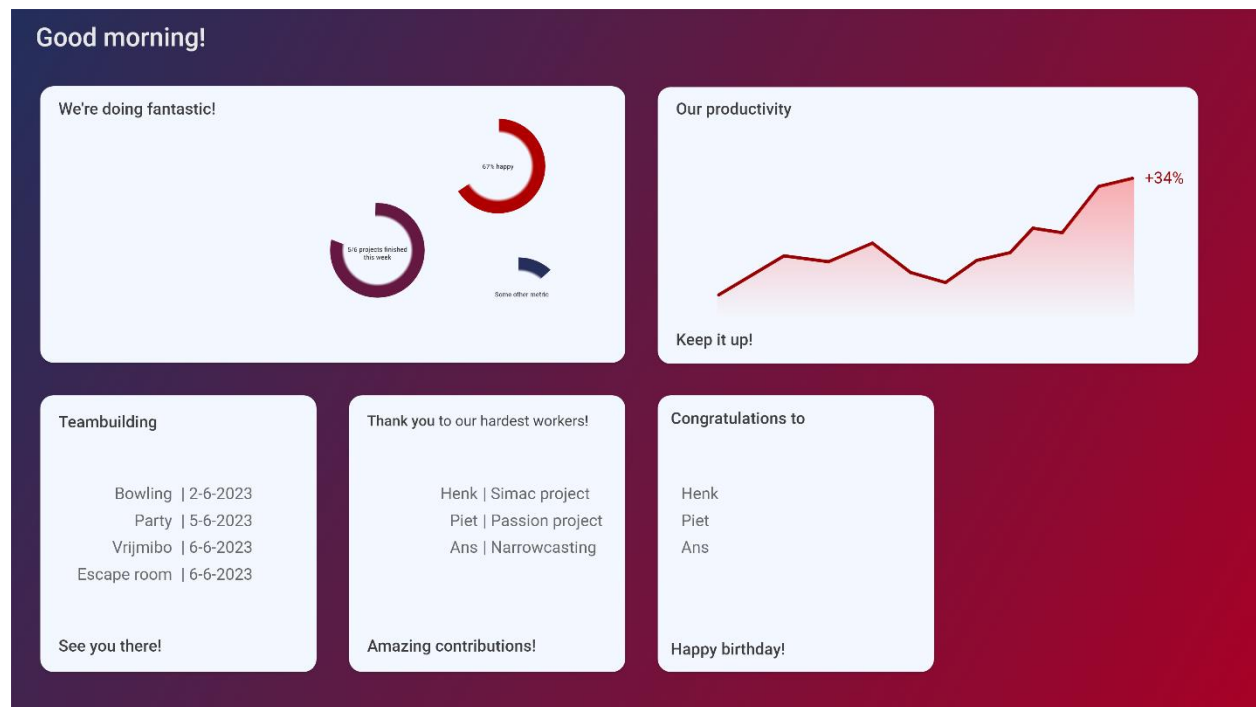 Good morning!
We're doing fantastic!
67% happy
5/6 projects finished
this week
Some other metric
Our productivity
+34%
Keep it up!
Teambuilding
Bowling | 2-6-2023
Party | 5-6-2023
Vrijmibo | 6-6-2023
Escape room | 6-6-2023
See you there!
Thank you to our hardest workers!
Henk | Simac project
Piet | Passion project
Ans | Narrowcasting
Amazing contributions!
Congratulations to
Henk
Piet
Ans
Happy birthday!